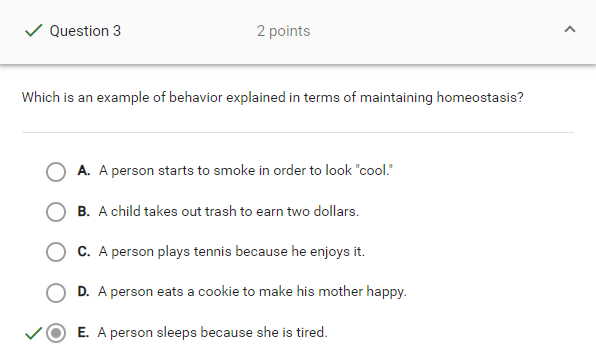 Question 3 2 points
Which is an example of behavior explained in terms of maintaining homeostasis?
A. A person starts to smoke in order to look "cool."
B. A child takes out trash to earn two dollars.
C. A person plays tennis because he enjoys it.
D. A person eats a cookie to make his mother happy.
E. A person sleeps because she is tired.